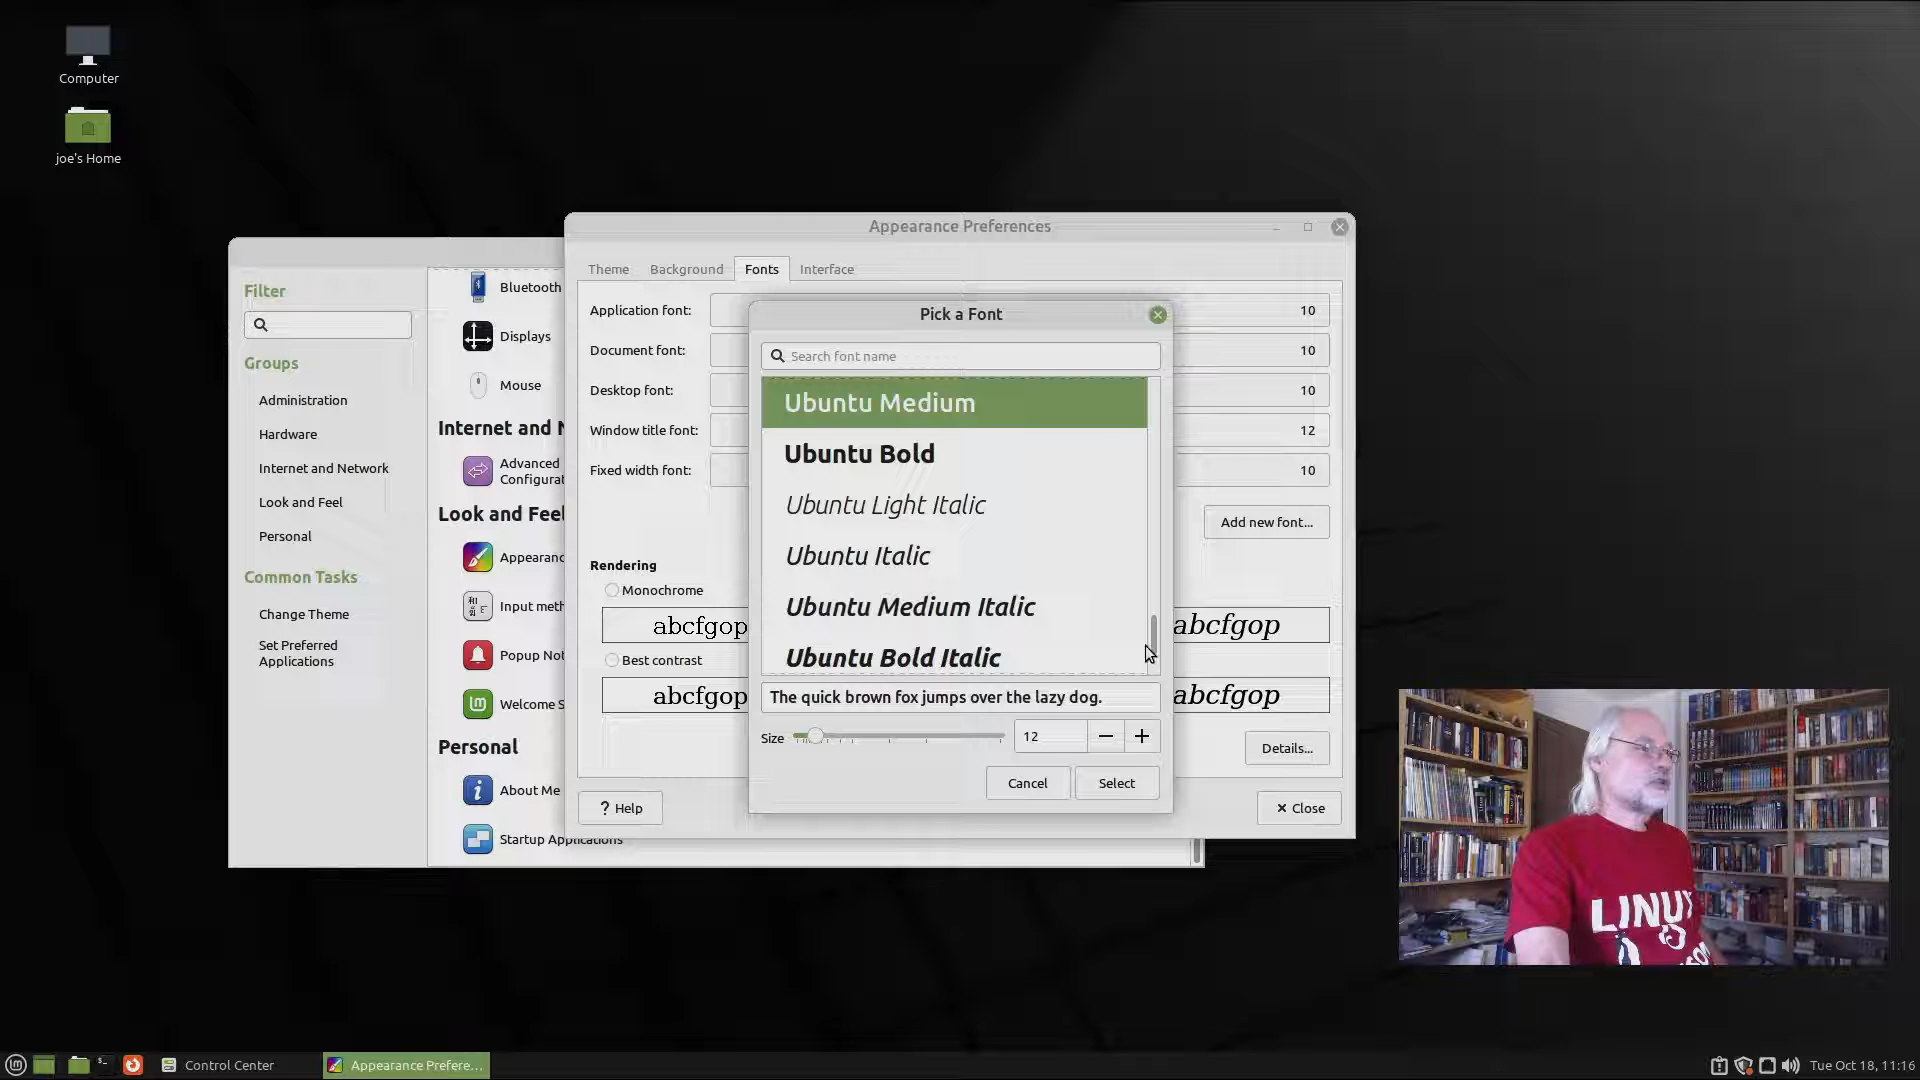 Computer
joe's Home
Appearance Preferences
Theme
Background
Fonts
Interface
Filter
Groups
Administration
Hardware
Internet and Network
Look and Feel
Personal
Common Tasks
Change Theme
Set Preferred
Applications
Bluetooth
Displays
Mouse
Internet and N
Advanced
Configurat
Look and Feel
Appearanc
Input meth
Popup Not
Welcome S
Personal
About Me
Startup Applications
Application font:
10
Document font:
10
Desktop font:
10
Window title font:
12
Fixed width font:
10
Add new font...
Rendering
Monochrome
abcfgop
abcfgop
Best contrast
abcfgop
abcfgop
Details...
? Help
Close
Pick a Font
Search font name
Ubuntu Medium
Ubuntu Bold
Ubuntu Light Italic
Ubuntu Italic
Ubuntu Medium Italic
Ubuntu Bold Italic
The quick brown fox jumps over the lazy dog.
Size
12
Cancel
Select
LINUX
Control Center
Appearance Prefere...
Tue Oct 18, 11:16